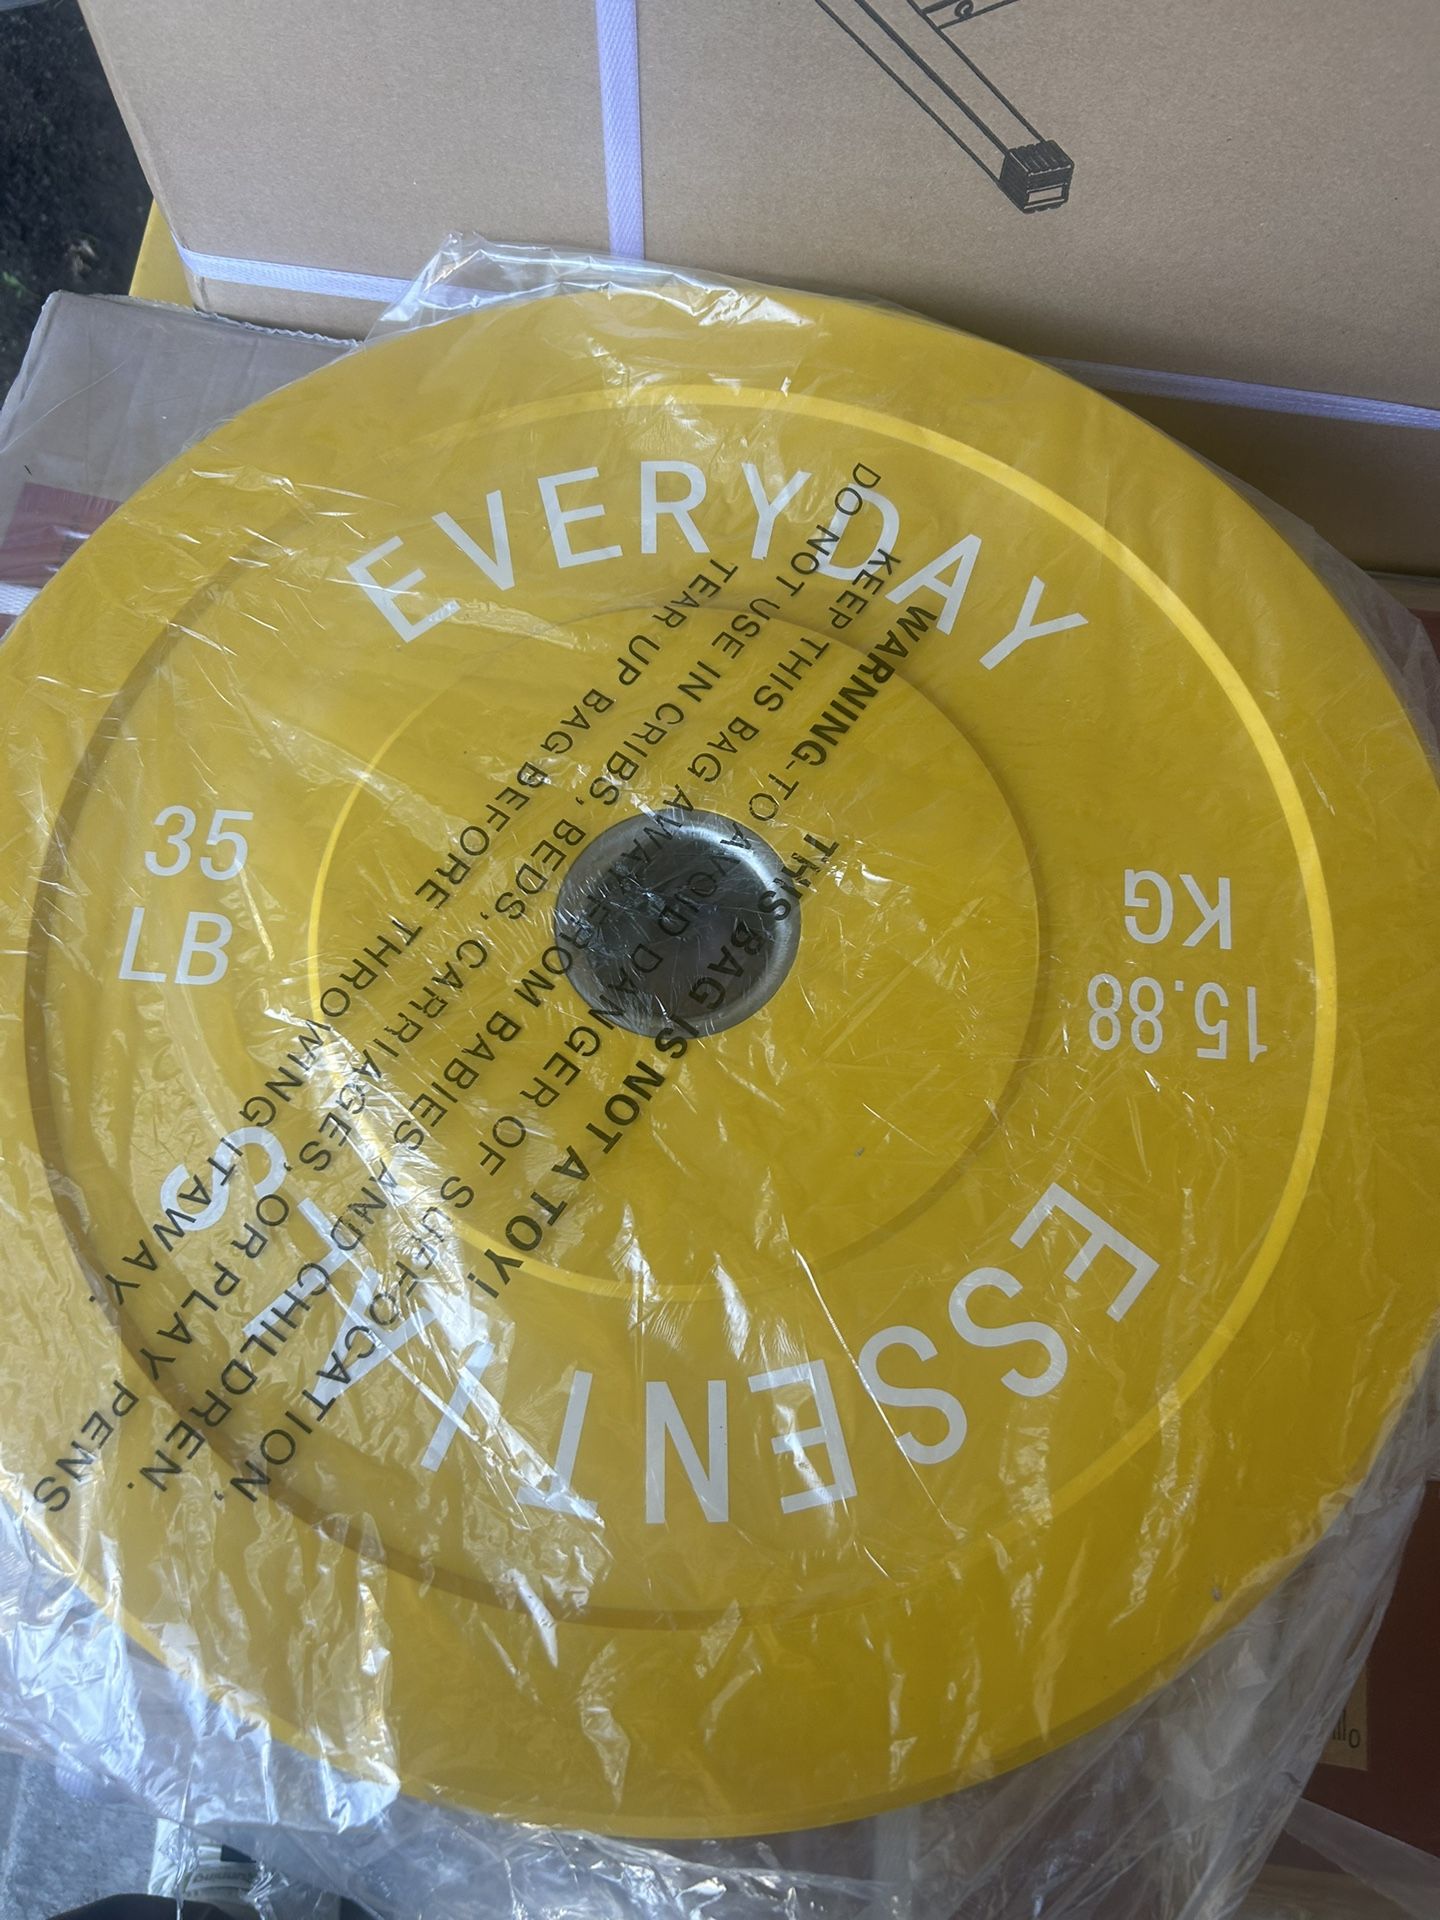 EVERYDAY
35
LB
15.88
KG
ESSENTIALS
THIS BAG IS NOT A TOY!
WARNING-TO AVOID DANGER OF SUFFOCATION,
KEEP THIS BAG AWAY FROM BABIES AND CHILDREN.
DO NOT USE IN CRIBS, BEDS, CARRIAGES, OR PLAY PENS.
TEAR UP BAG BEFORE THROWING IT AWAY.